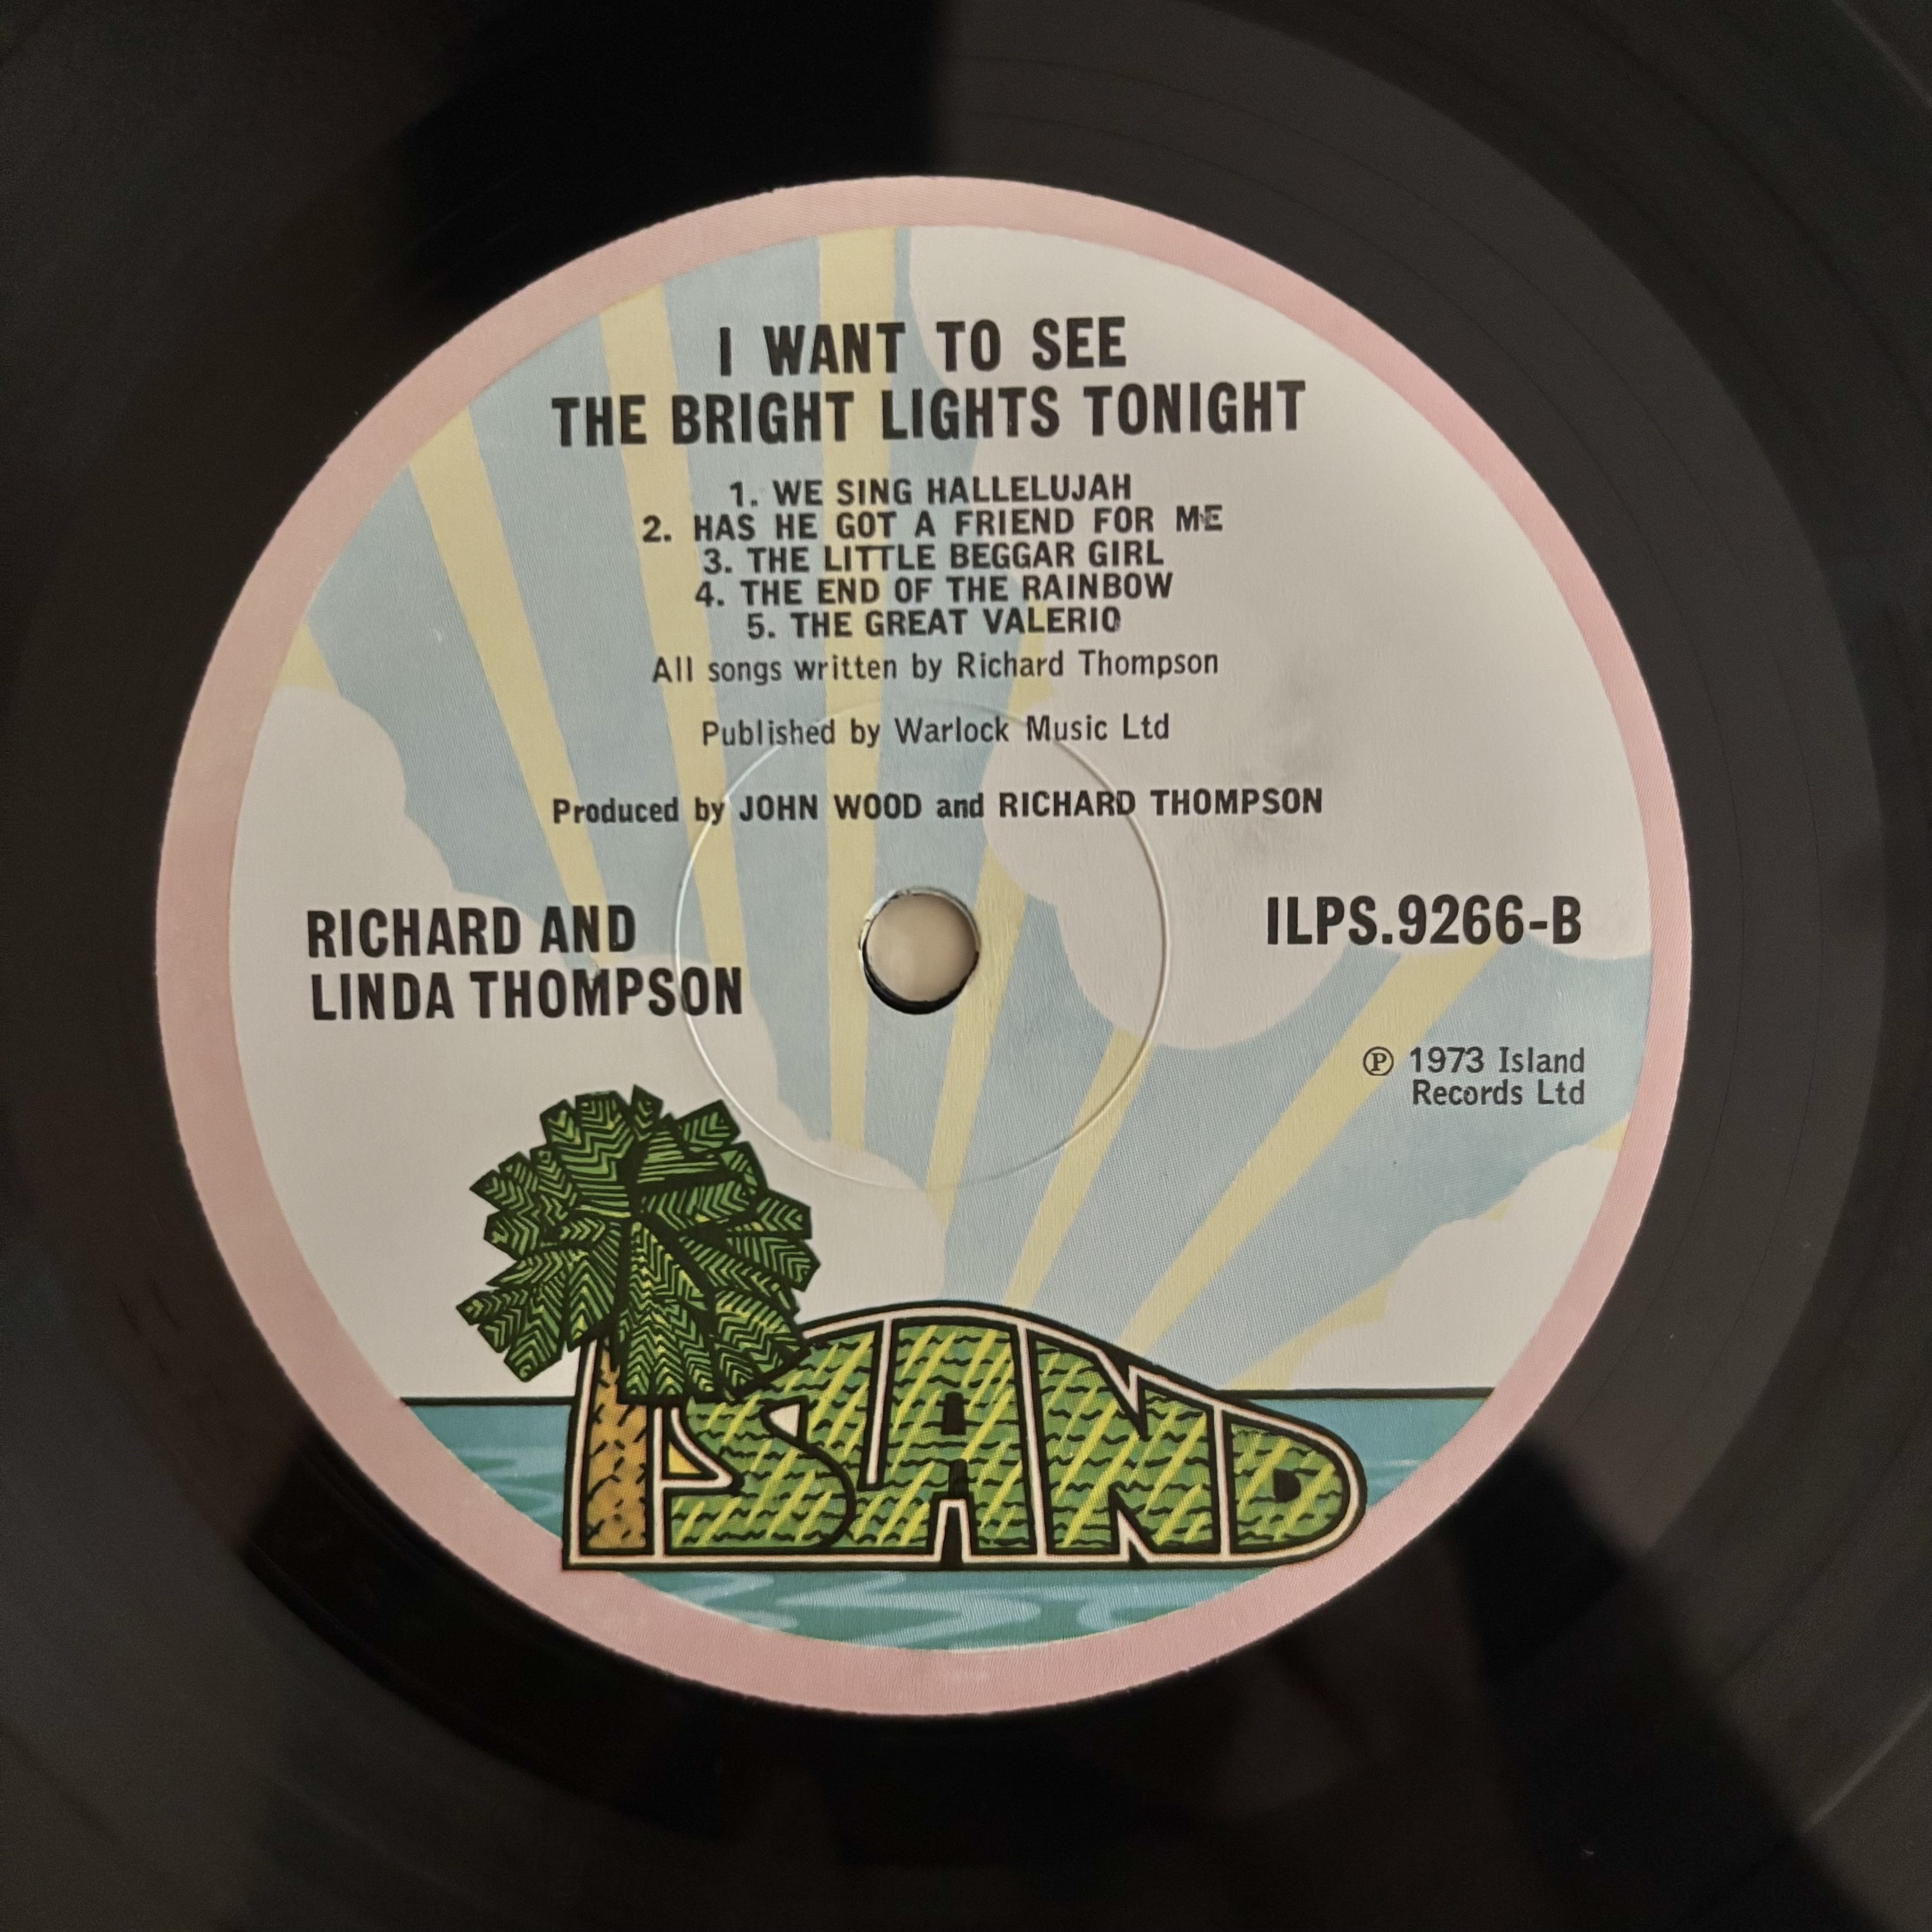 I WANT TO SEE
THE BRIGHT LIGHTS TONIGHT
1. WE SING HALLELUJAH
2. HAS HE GOT A FRIEND FOR ME
3. THE LITTLE BEGGAR GIRL
4. THE END OF THE RAINBOW
5. THE GREAT VALERIO
All songs written by Richard Thompson
Published by Warlock Music Ltd
Produced by JOHN WOOD and RICHARD THOMPSON
RICHARD AND
LINDA THOMPSON
ILPS.9266-B
℗ 1973 Island
Records Ltd
ISLAND